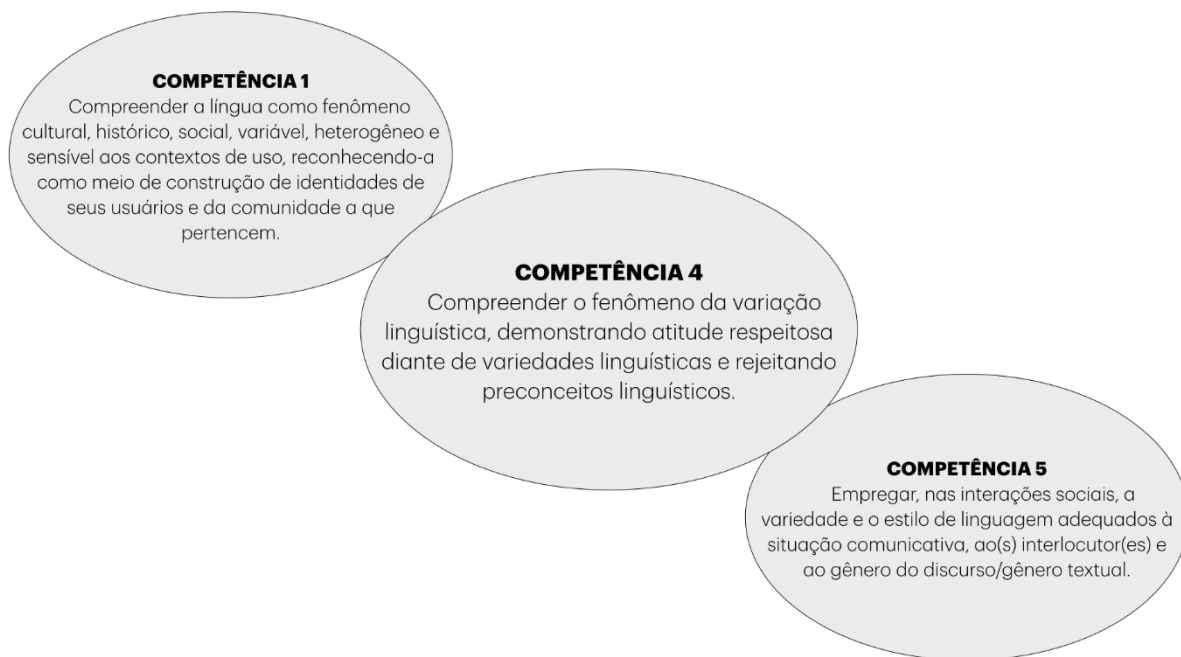 COMPETÊNCIA 1
Compreender a língua como fenômeno
cultural, histórico, social, variável, heterogêneo e
sensível aos contextos de uso, reconhecendo-a
como meio de construção de identidades de
seus usuários e da comunidade a que
pertencem.
COMPETÊNCIA 4
Compreender o fenômeno da variação
linguística, demonstrando atitude respeitosa
diante de variedades linguísticas e rejeitando
preconceitos linguísticos.
COMPETÊNCIA 5
Empregar, nas interações sociais, a
variedade e o estilo de linguagem adequados à
situação comunicativa, ao(s) interlocutor(es) e
ao gênero do discurso/gênero textual.